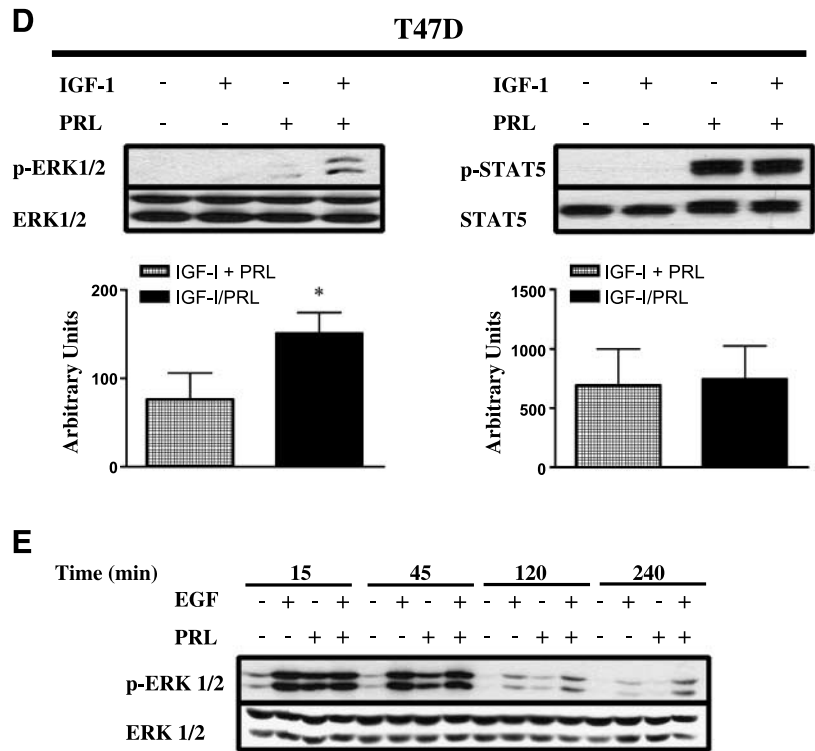 D
T47D
IGF-1 - + - +
PRL - - + +
p-ERK1/2
ERK1/2
IGF-I + PRL
IGF-I/PRL
Arbitrary Units
200
100
0
*
IGF-1 - + - +
PRL - - + +
p-STAT5
STAT5
IGF-I + PRL
IGF-I/PRL
Arbitrary Units
1500
1000
500
0
E
Time (min) 15 45 120 240
EGF - + - + - + - + - + - + - + - +
PRL - - + + - - + + - - + + - - + +
p-ERK 1/2
ERK 1/2